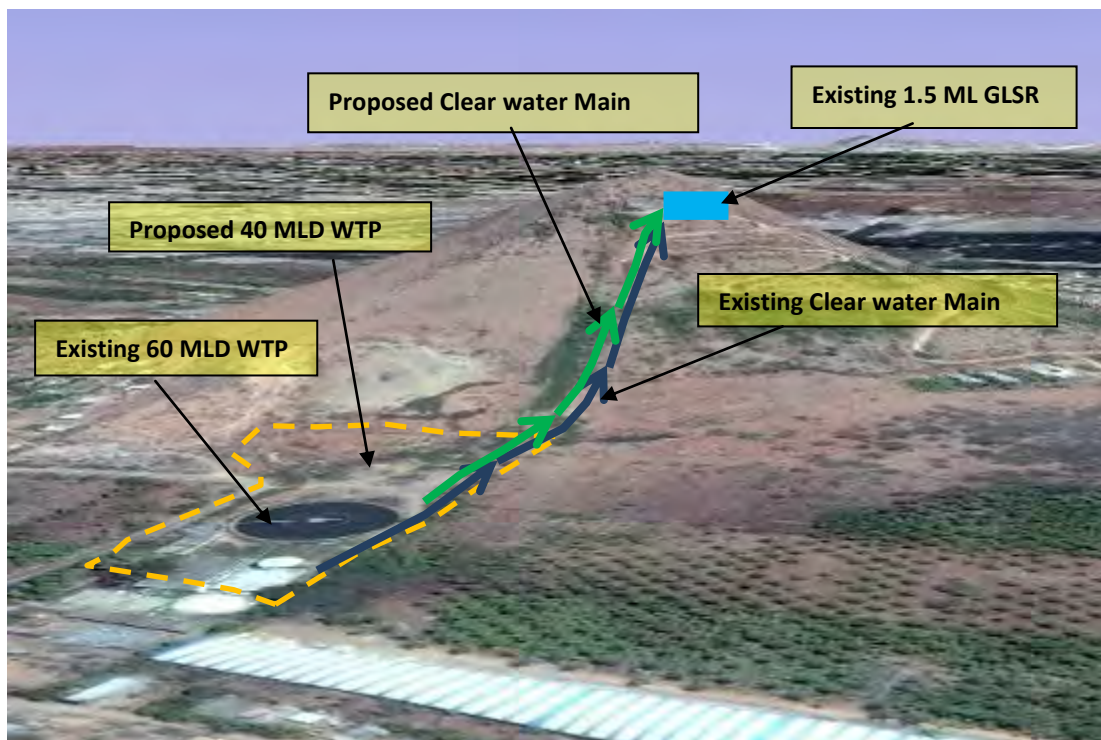 Proposed Clear water Main
Existing 1.5 ML GLSR
Proposed 40 MLD WTP
Existing Clear water Main
Existing 60 MLD WTP